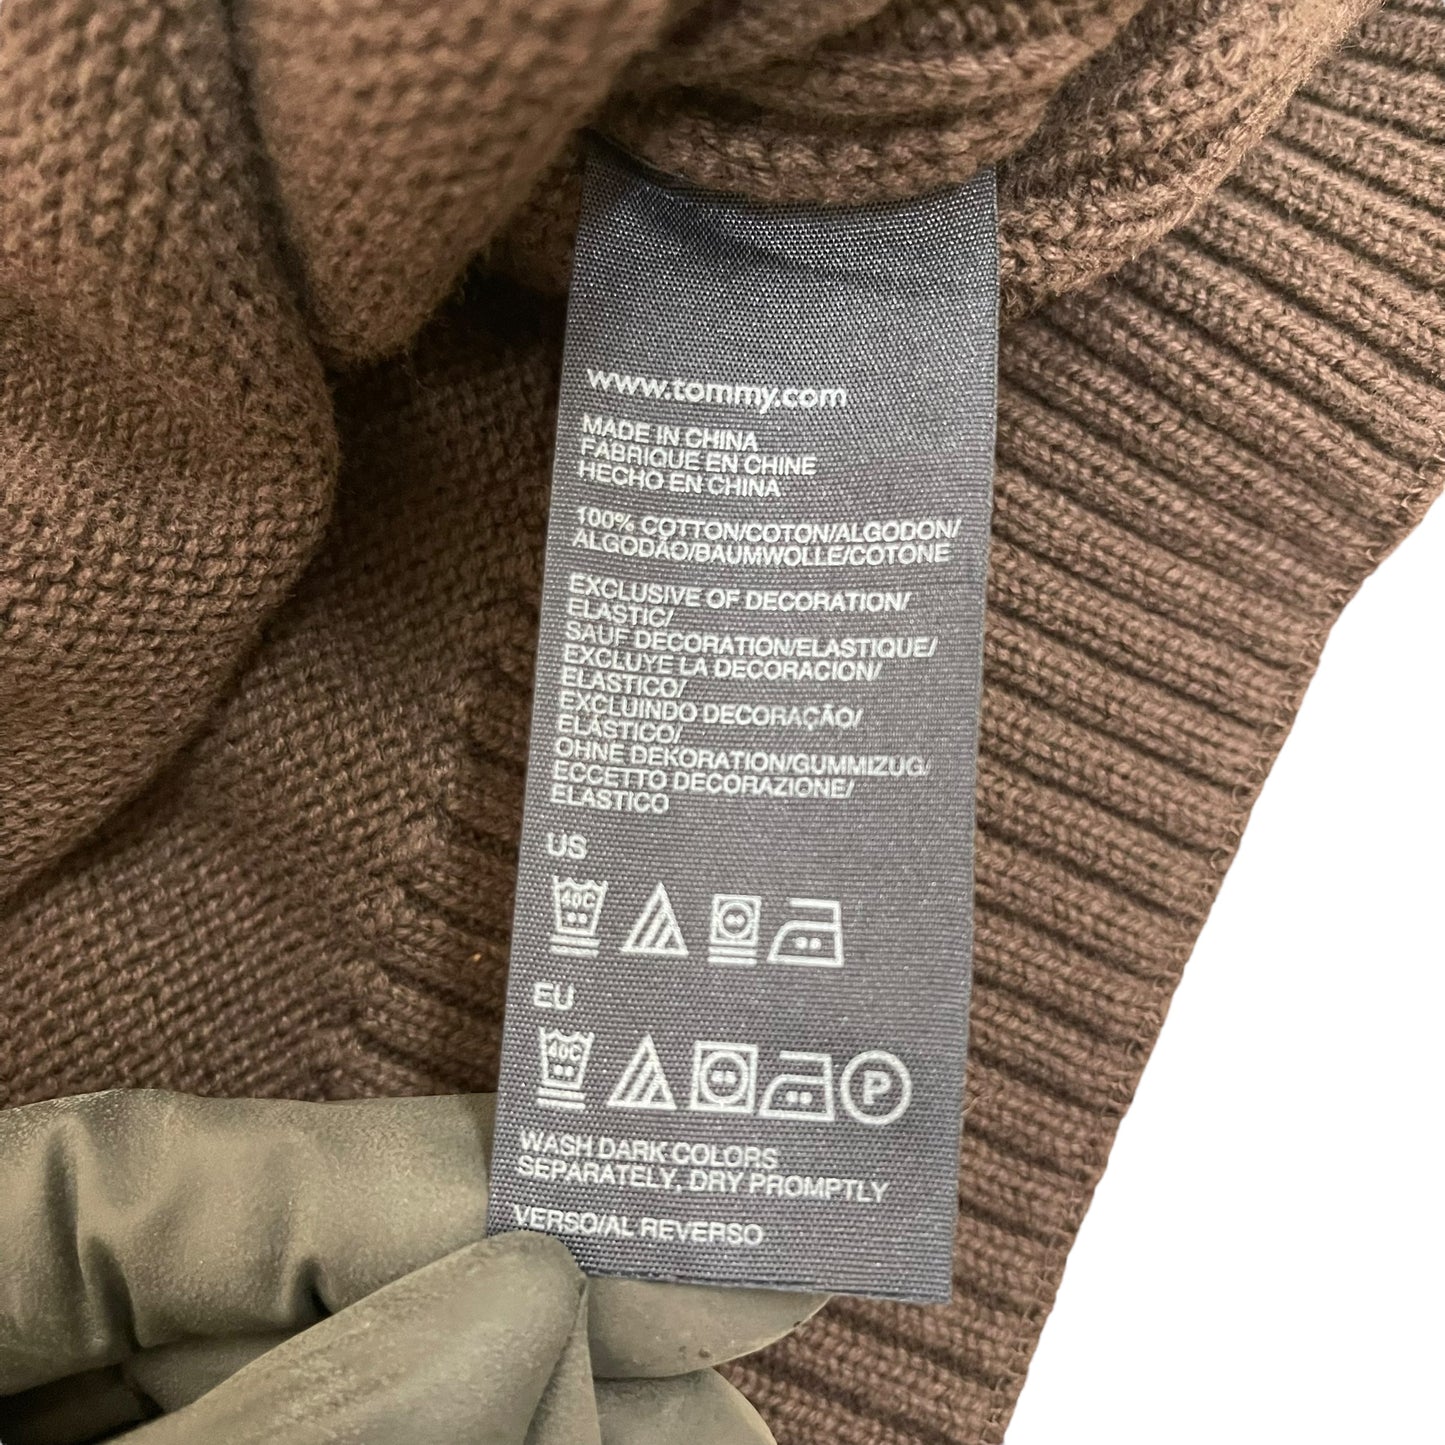 www.tommy.com
MADE IN CHINA
FABRIQUE EN CHINE
HECHO EN CHINA
100% COTTON/COTON/ALGODON/
ALGODÃO/BAUMWOLLE/COTONE
EXCLUSIVE OF DECORATION/
ELASTIC/
SAUF DECORATION/ELASTIQUE/
EXCLUYE LA DECORACION/
ELASTICO/
EXCLUINDO DECORAÇÃO/
ELÁSTICO/
OHNE DEKORATION/GUMMIZUG/
ECCETTO DECORAZIONE/
ELASTICO
US
40C
EU
40C
P
WASH DARK COLORS
SEPARATELY, DRY PROMPTLY
VERSO/AL REVERSO